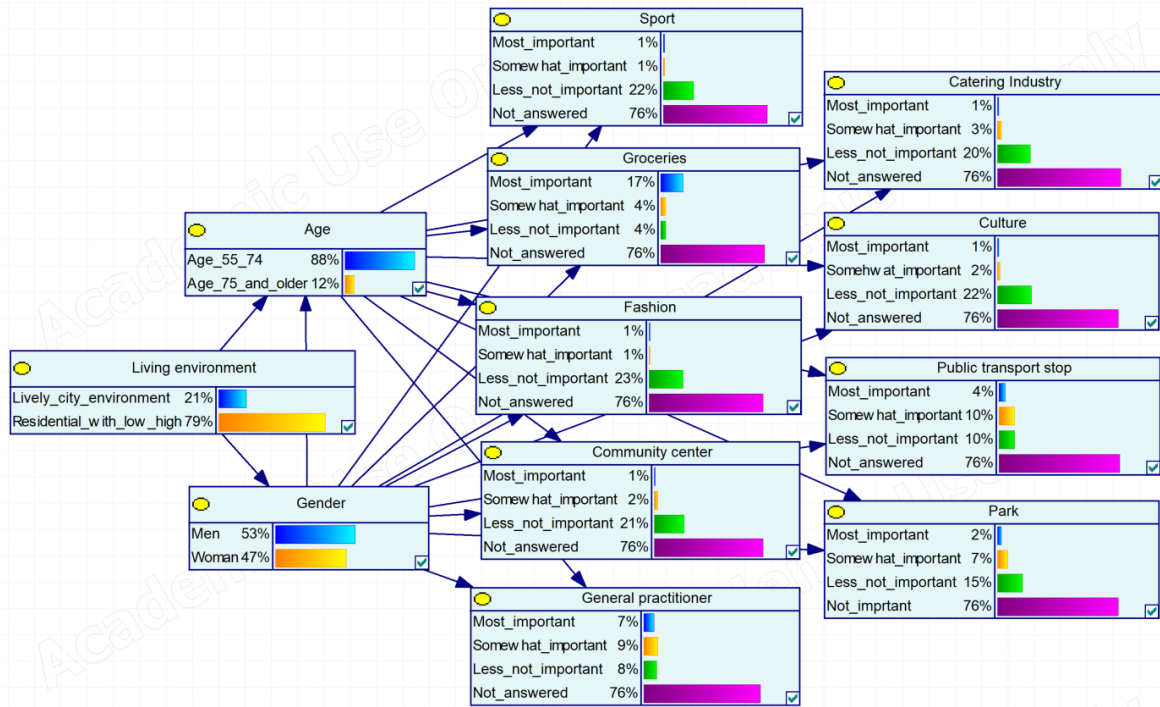 Sport
Most_important 1%
Somewhat_important 1%
Less_not_important 22%
Not_answered 76%
Groceries
Most_important 17%
Somewhat_important 4%
Less_not_important 4%
Not_answered 76%
Catering Industry
Most_important 1%
Somewhat_important 3%
Less_not_important 20%
Not_answered 76%
Age
Age_55_74 88%
Age_75_and_older 12%
Culture
Most_important 1%
Somehwat_important 2%
Less_not_important 22%
Not_answered 76%
Fashion
Most_important 1%
Somewhat_important 1%
Less_not_important 23%
Not_answered 76%
Living environment
Lively_city_environment 21%
Residential_with_low_high 79%
Public transport stop
Most_important 4%
Somewhat_important 10%
Less_not_important 10%
Not_answered 76%
Community center
Most_important 1%
Somewhat_important 2%
Less_not_important 21%
Not_answered 76%
Gender
Men 53%
Woman 47%
Park
Most_important 2%
Somewhat_important 7%
Less_not_important 15%
Not_imprtant 76%
General practitioner
Most_important 7%
Somewhat_important 9%
Less_not_important 8%
Not_answered 76%